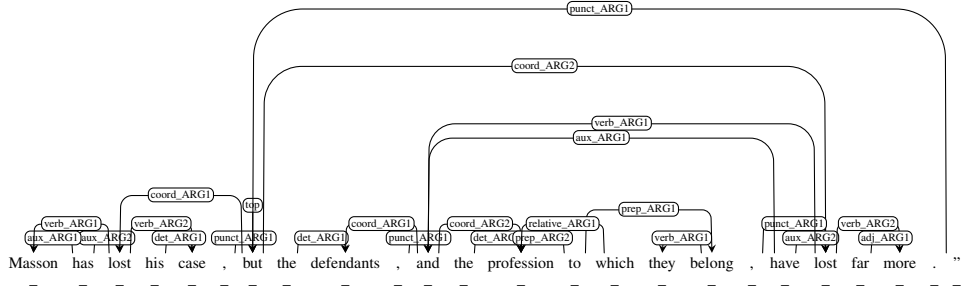 punct_ARG1
coord_ARG2
verb_ARG1
aux_ARG1
coord_ARG1
top
prep_ARG1
verb_ARG1 verb_ARG2 coord_ARG1 coord_ARG2 relative_ARG1 punct_ARG1 verb_ARG2
aux_ARG1 aux_ARG2 det_ARG1 punct_ARG1 det_ARG1 punct_ARG1 det_ARG1 prep_ARG2 verb_ARG1 aux_ARG2 adj_ARG1
Masson has lost his case , but the defendants , and the profession to which they belong , have lost far more . ”
_ _ _ _ _ _ _ _ _ _ _ _ _ _ _ _ _ _ _ _ _ _ _ _